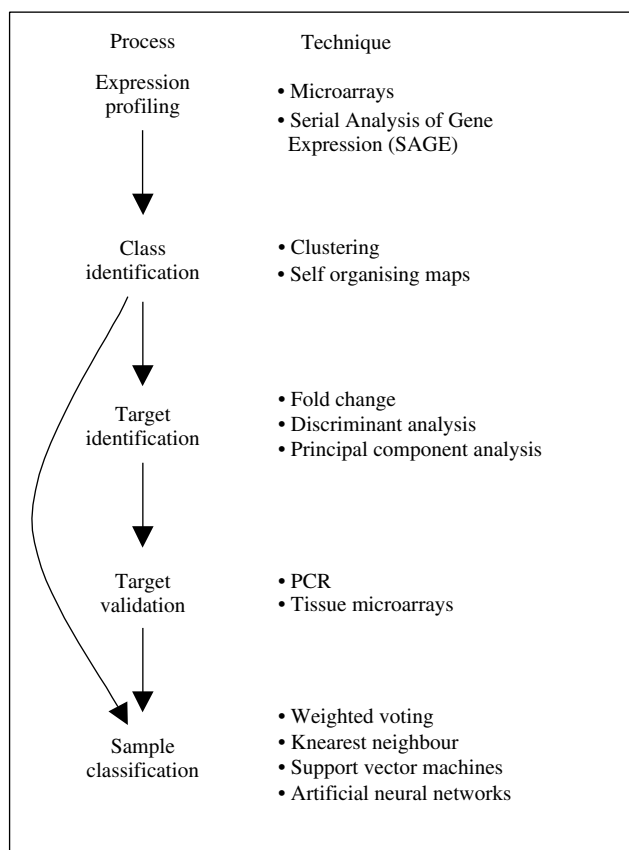 Process Technique
Expression
profiling
• Microarrays
• Serial Analysis of Gene
Expression (SAGE)
Class
identification
• Clustering
• Self organising maps
Target
identification
• Fold change
• Discriminant analysis
• Principal component analysis
Target
validation
• PCR
• Tissue microarrays
Sample
classification
• Weighted voting
• Knearest neighbour
• Support vector machines
• Artificial neural networks